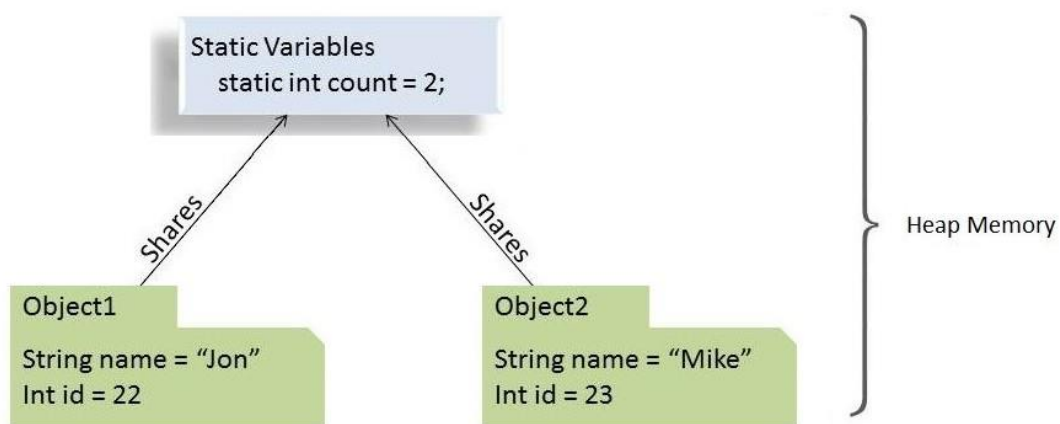 Static Variables
static int count = 2;
Shares
Shares
Heap Memory
Object1
String name = “Jon”
Int id = 22
Object2
String name = “Mike”
Int id = 23